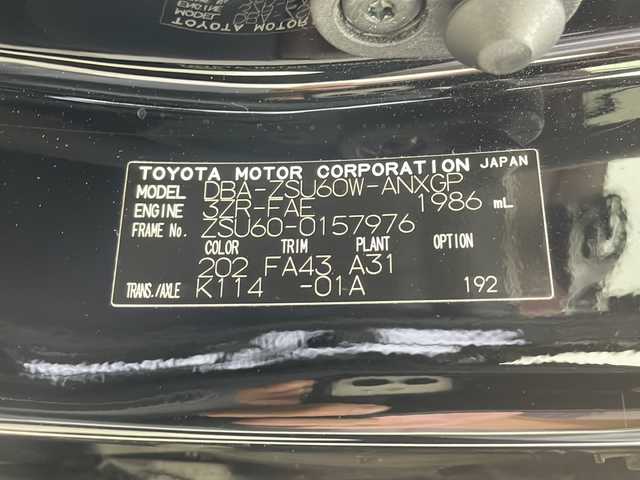 TOYOTA MOTOR CORPORATION JAPAN
MODEL DBA-ZSU60W-ANXGP
ENGINE 3ZR-FAE 1986 mL
FRAME No. ZSU60-0157976
COLOR TRIM PLANT OPTION
202 FA43 A31
TRANS./AXLE K114 -01A 192